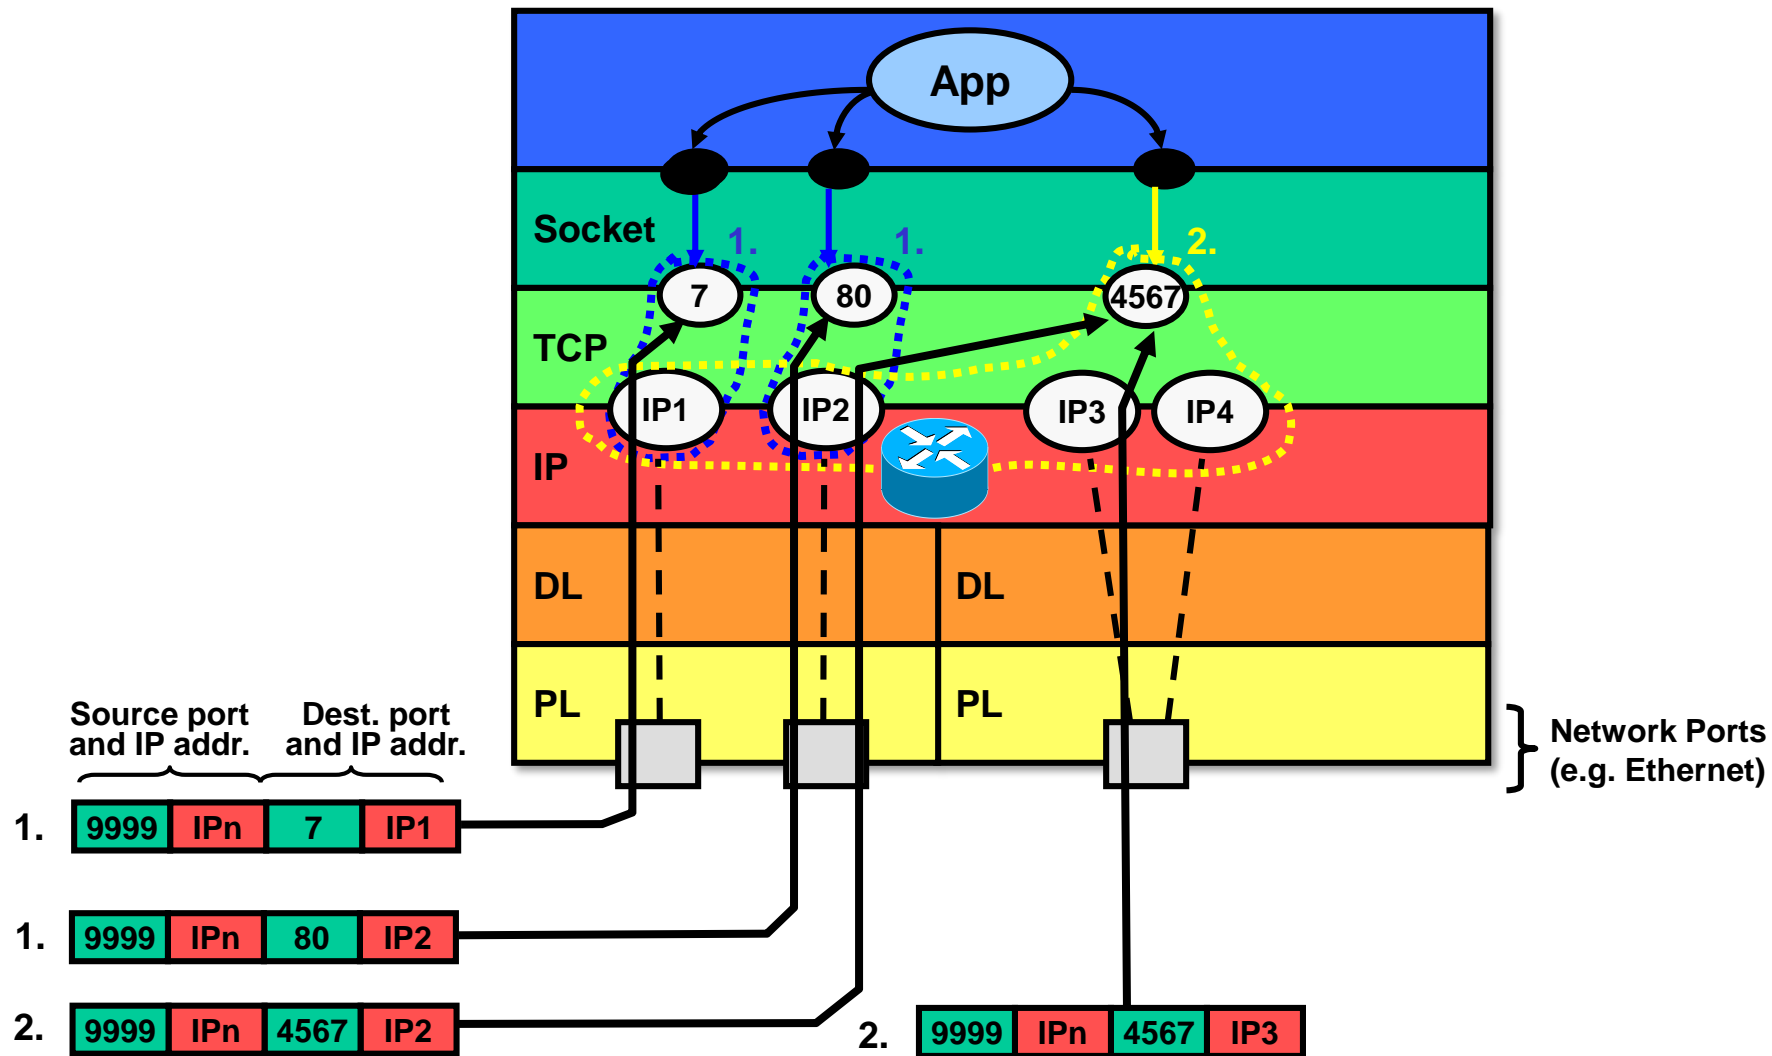 App
Socket
1.
1.
2.
7
80
4567
TCP
IP1
IP2
IP3
IP4
IP
DL
DL
PL
PL
Source port
and IP addr.
Dest. port
and IP addr.
Network Ports
(e.g. Ethernet)
1. 9999 IPn 7 IP1
1. 9999 IPn 80 IP2
2. 9999 IPn 4567 IP2
2. 9999 IPn 4567 IP3